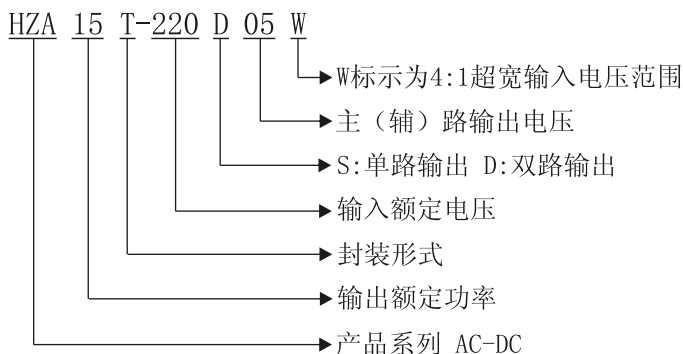 HZA 15 T-220 D 05 W
W标示为4:1超宽输入电压范围
主（辅）路输出电压
S:单路输出 D:双路输出
输入额定电压
封装形式
输出额定功率
产品系列 AC-DC